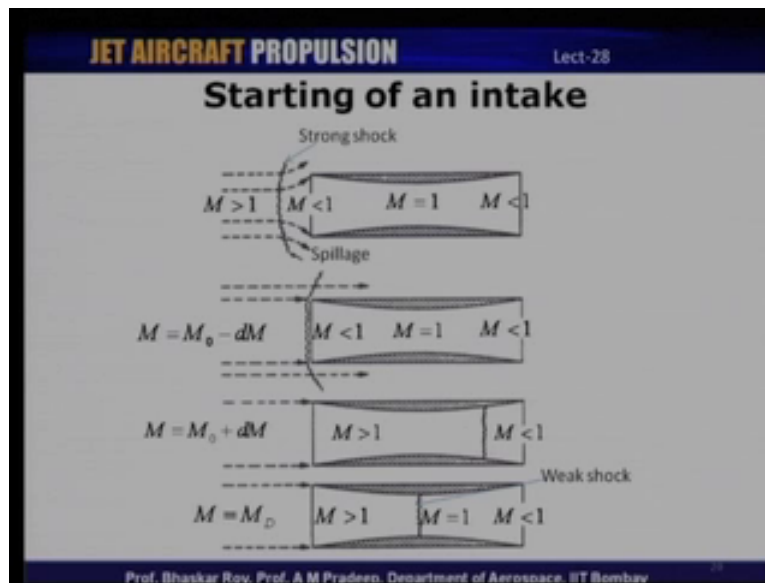 JET AIRCRAFT PROPULSION Lect-28
Starting of an intake
Strong shock
M > 1 M < 1 M = 1 M < 1
Spillage
M = M₀ − dM M < 1 M = 1 M < 1
M = M₀ + dM M > 1 M < 1
Weak shock
M = M_D M > 1 M = 1 M < 1
Prof. Bhaskar Roy, Prof. A M Pradeep, Department of Aerospace, IIT Bombay